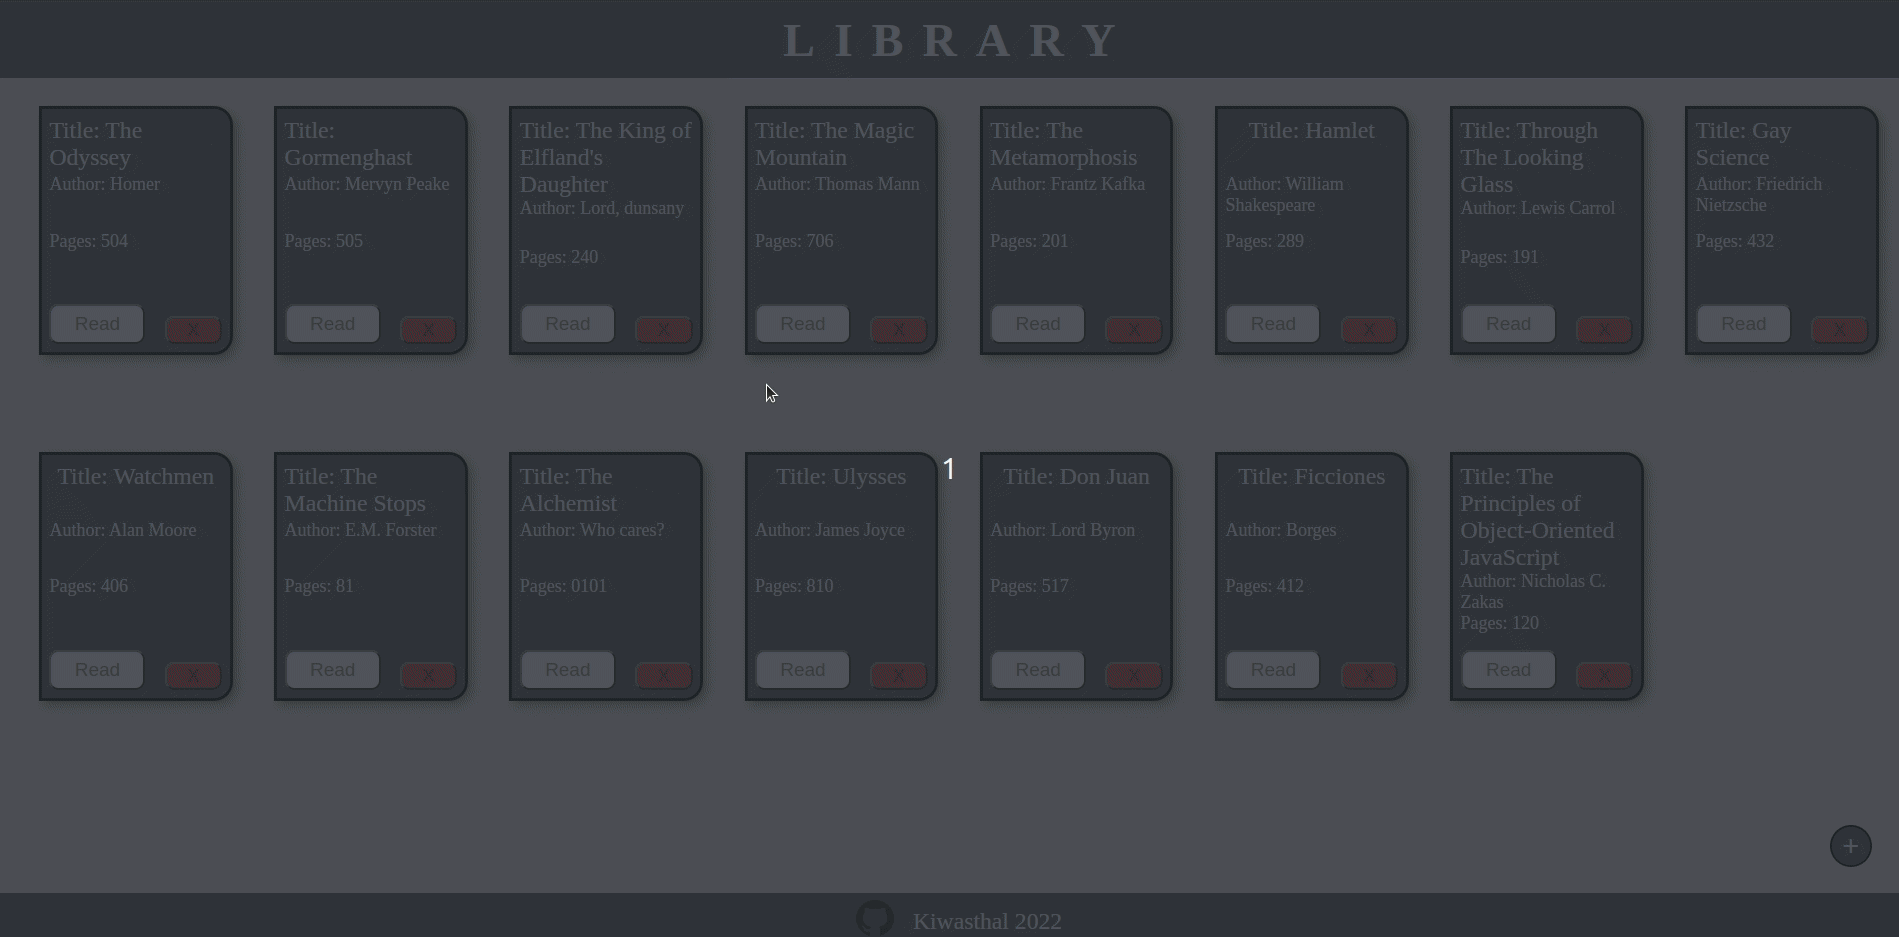 L I B R A R Y
Title: The
Odyssey
Author: Homer
Pages: 504
Read
X
Title:
Gormenghast
Author: Mervyn Peake
Pages: 505
Read
X
Title: The King of
Elfland's
Daughter
Author: Lord, dunsany
Pages: 240
Read
X
Title: The Magic
Mountain
Author: Thomas Mann
Pages: 706
Read
X
Title: The
Metamorphosis
Author: Frantz Kafka
Pages: 201
Read
X
Title: Hamlet
Author: William
Shakespeare
Pages: 289
Read
X
Title: Through
The Looking
Glass
Author: Lewis Carrol
Pages: 191
Read
X
Title: Gay
Science
Author: Friedrich
Nietzsche
Pages: 432
Read
X
Title: Watchmen
Author: Alan Moore
Pages: 406
Read
X
Title: The
Machine Stops
Author: E.M. Forster
Pages: 81
Read
X
Title: The
Alchemist
Author: Who cares?
Pages: 0101
Read
X
Title: Ulysses
Author: James Joyce
Pages: 810
Read
X
1
Title: Don Juan
Author: Lord Byron
Pages: 517
Read
X
Title: Ficciones
Author: Borges
Pages: 412
Read
X
Title: The
Principles of
Object-Oriented
JavaScript
Author: Nicholas C.
Zakas
Pages: 120
Read
X
+
Kiwasthal 2022